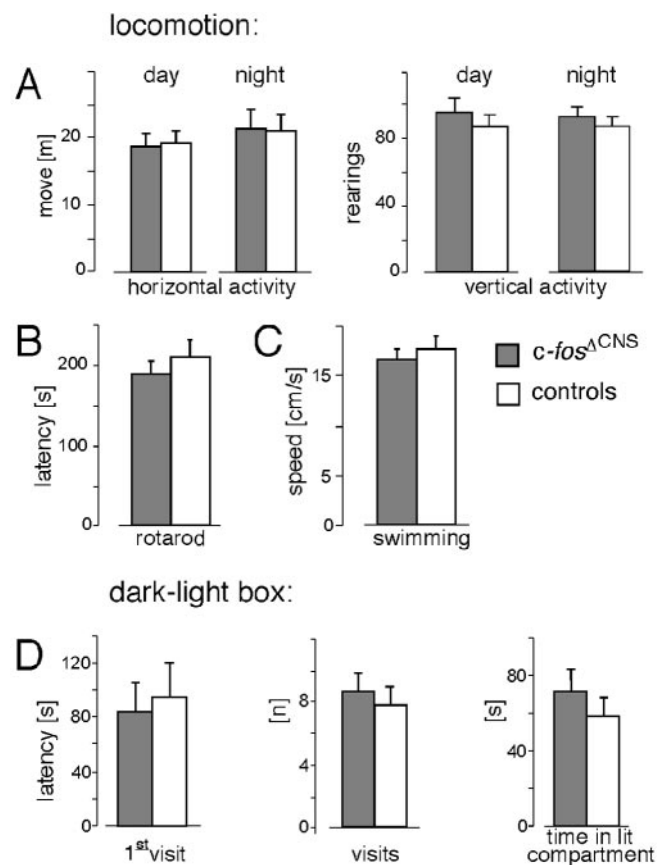 locomotion:
A
day night
move [m]
20
10
0
horizontal activity
day night
rearings
80
40
0
vertical activity
B
latency [s]
200
100
0
rotarod
C
speed [cm/s]
15
5
0
swimming
c-fosΔCNS
controls
dark-light box:
D
latency [s]
120
80
40
0
1st visit
[n]
8
4
0
visits
[s]
80
40
0
time in lit
compartment